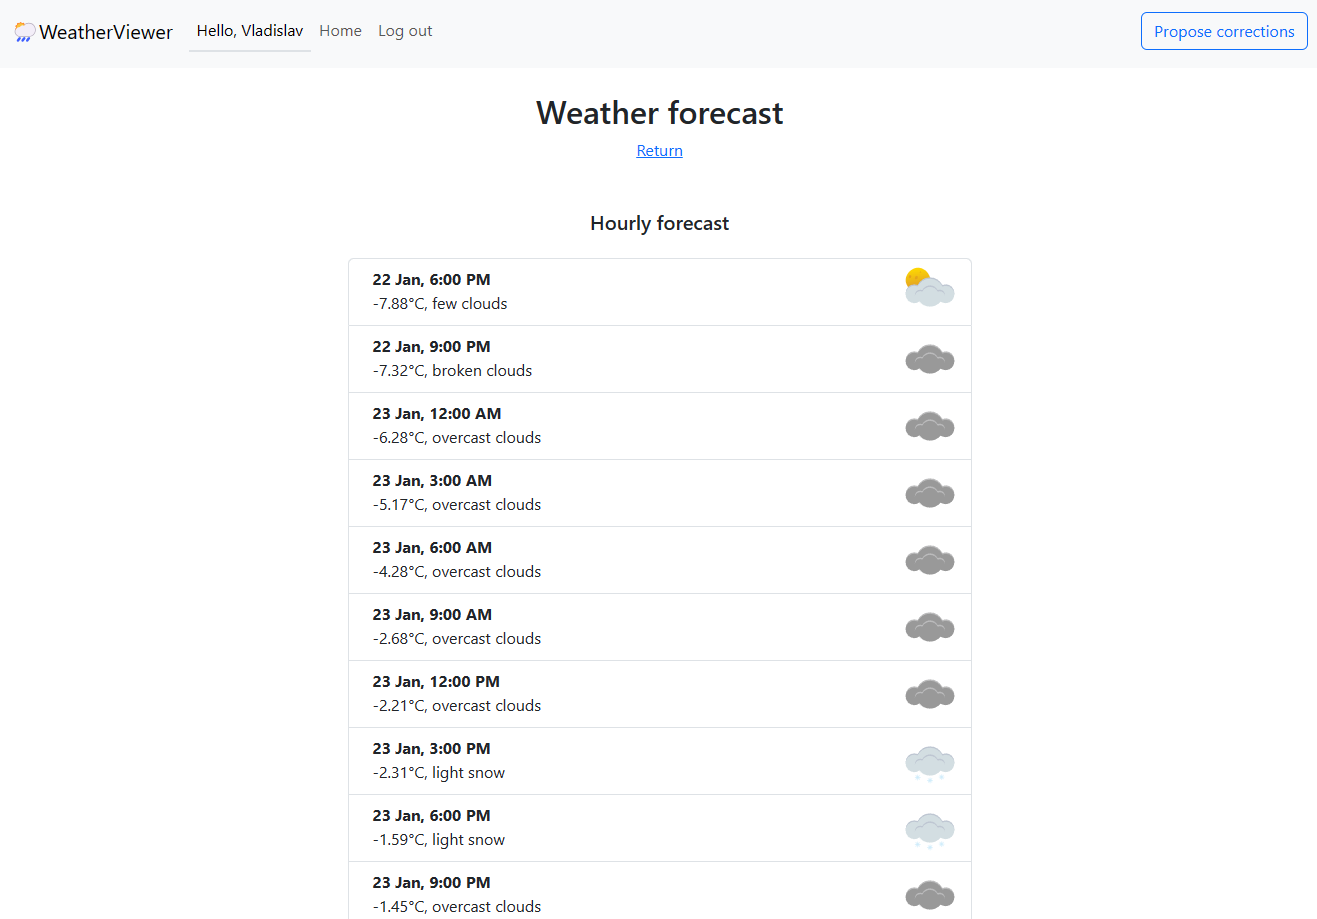 WeatherViewer Hello, Vladislav Home Log out Propose corrections
Weather forecast
Return
Hourly forecast
22 Jan, 6:00 PM
-7.88°C, few clouds
22 Jan, 9:00 PM
-7.32°C, broken clouds
23 Jan, 12:00 AM
-6.28°C, overcast clouds
23 Jan, 3:00 AM
-5.17°C, overcast clouds
23 Jan, 6:00 AM
-4.28°C, overcast clouds
23 Jan, 9:00 AM
-2.68°C, overcast clouds
23 Jan, 12:00 PM
-2.21°C, overcast clouds
23 Jan, 3:00 PM
-2.31°C, light snow
23 Jan, 6:00 PM
-1.59°C, light snow
23 Jan, 9:00 PM
-1.45°C, overcast clouds